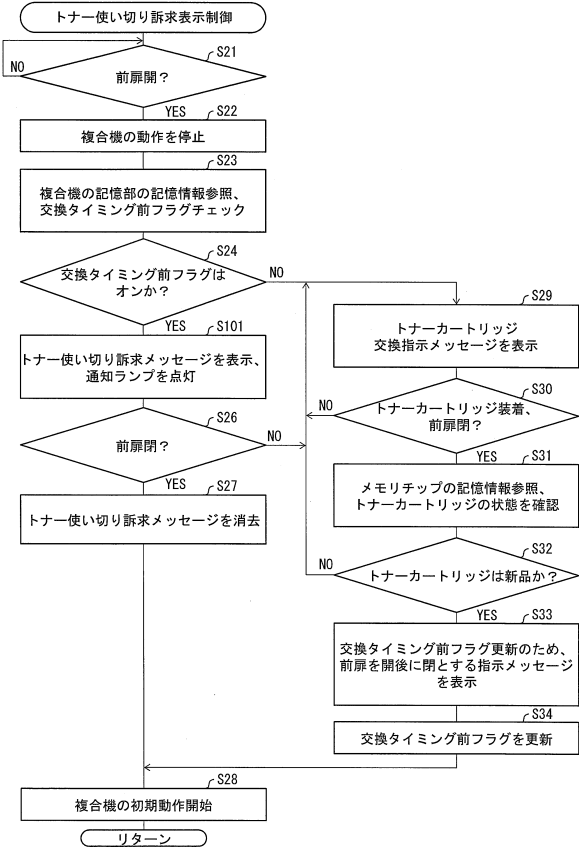 トナー使い切り訴求表示制御
S21
前扉開？
NO
YES
S22
複合機の動作を停止
S23
複合機の記憶部の記憶情報参照、
交換タイミング前フラグチェック
S24
交換タイミング前フラグは
オンか？
NO
YES
S101
トナー使い切り訴求メッセージを表示、
通知ランプを点灯
S26
前扉閉？
NO
YES
S27
トナー使い切り訴求メッセージを消去
S29
トナーカートリッジ
交換指示メッセージを表示
S30
トナーカートリッジ装着、
前扉閉？
NO
YES
S31
メモリチップの記憶情報参照、
トナーカートリッジの状態を確認
S32
トナーカートリッジは新品か？
NO
YES
S33
交換タイミング前フラグ更新のため、
前扉を開後に閉とする指示メッセージ
を表示
S34
交換タイミング前フラグを更新
S28
複合機の初期動作開始
リターン